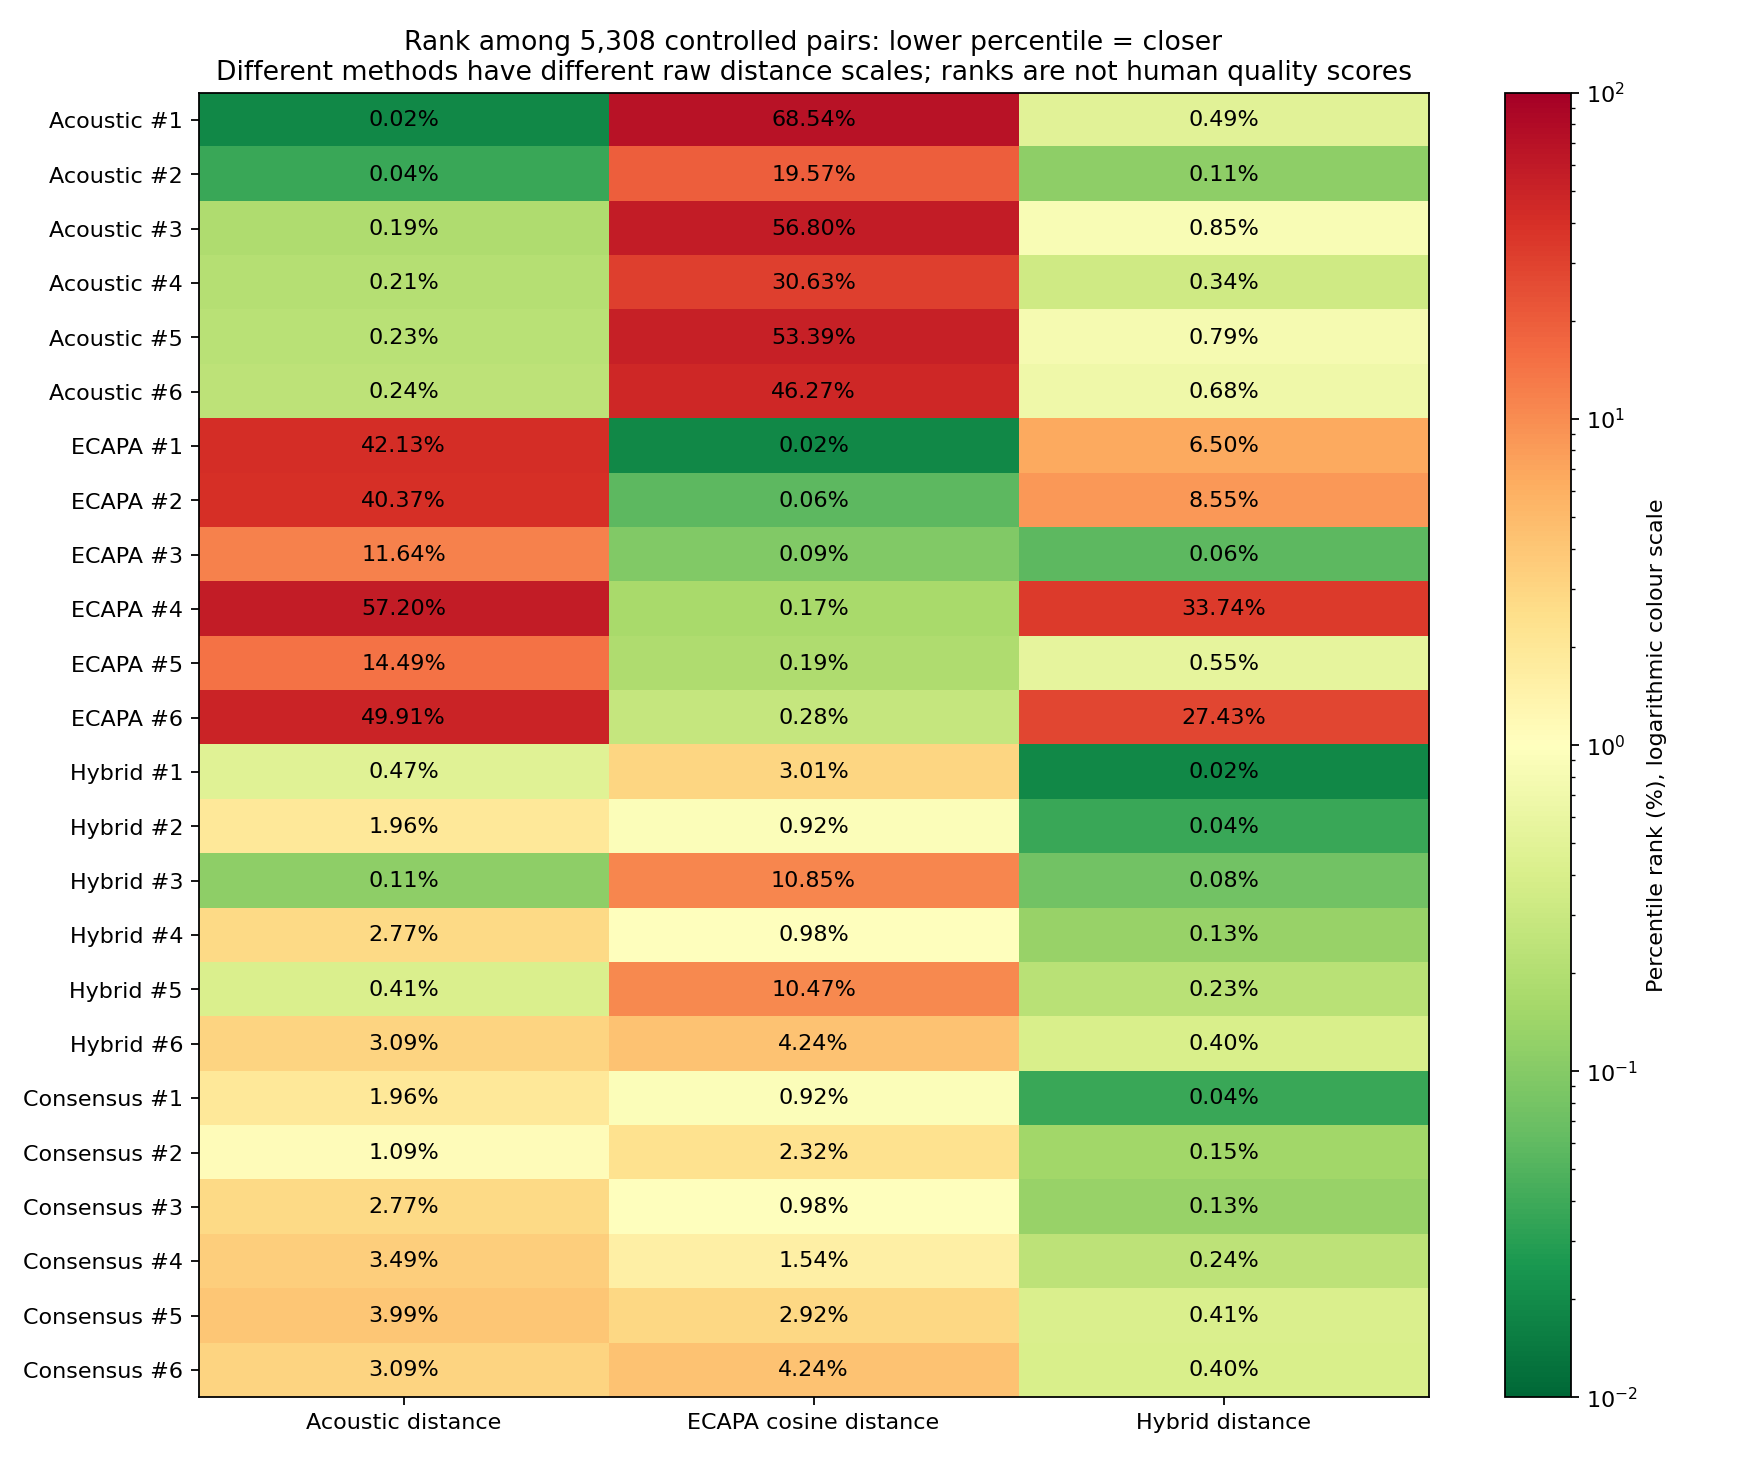 Rank among 5,308 controlled pairs: lower percentile = closer
Different methods have different raw distance scales; ranks are not human quality scores
Acoustic #1 0.02% 68.54% 0.49%
Acoustic #2 0.04% 19.57% 0.11%
Acoustic #3 0.19% 56.80% 0.85%
Acoustic #4 0.21% 30.63% 0.34%
Acoustic #5 0.23% 53.39% 0.79%
Acoustic #6 0.24% 46.27% 0.68%
ECAPA #1 42.13% 0.02% 6.50%
ECAPA #2 40.37% 0.06% 8.55%
ECAPA #3 11.64% 0.09% 0.06%
ECAPA #4 57.20% 0.17% 33.74%
ECAPA #5 14.49% 0.19% 0.55%
ECAPA #6 49.91% 0.28% 27.43%
Hybrid #1 0.47% 3.01% 0.02%
Hybrid #2 1.96% 0.92% 0.04%
Hybrid #3 0.11% 10.85% 0.08%
Hybrid #4 2.77% 0.98% 0.13%
Hybrid #5 0.41% 10.47% 0.23%
Hybrid #6 3.09% 4.24% 0.40%
Consensus #1 1.96% 0.92% 0.04%
Consensus #2 1.09% 2.32% 0.15%
Consensus #3 2.77% 0.98% 0.13%
Consensus #4 3.49% 1.54% 0.24%
Consensus #5 3.99% 2.92% 0.41%
Consensus #6 3.09% 4.24% 0.40%
Acoustic distance ECAPA cosine distance Hybrid distance
10²
10¹
10⁰
10⁻¹
10⁻²
Percentile rank (%), logarithmic colour scale